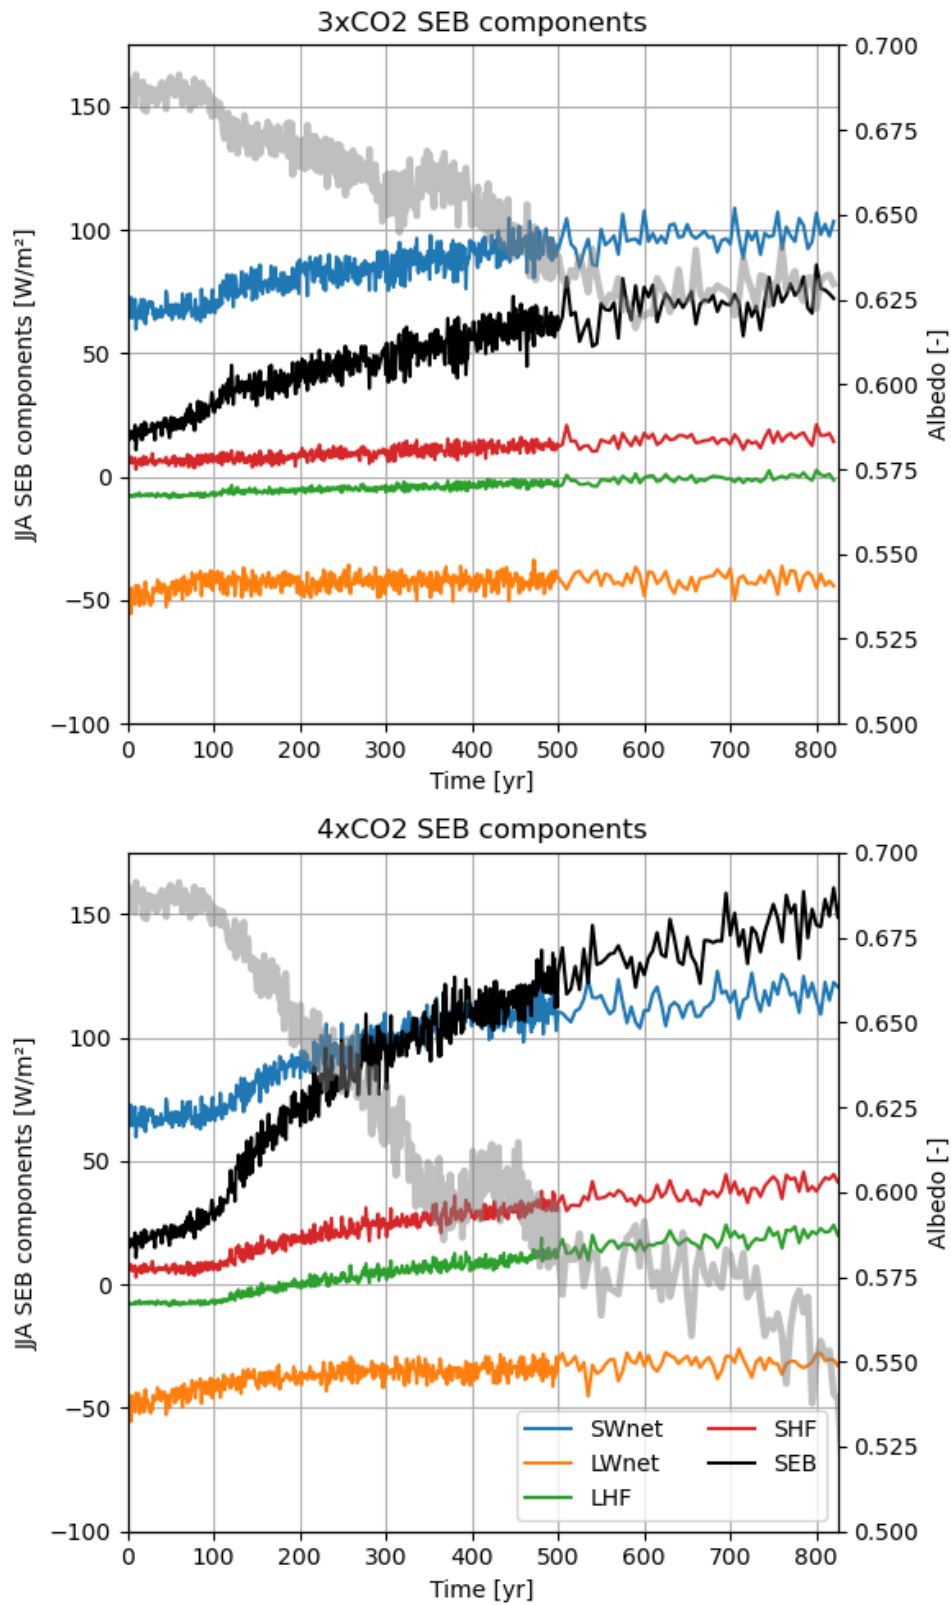 3xCO2 SEB components
0.700
150
0.675
100
0.650
0.625
50
0.600
0
0.575
0.550
−50
0.525
−100
0.500
JJA SEB components [W/m²]
Albedo [-]
0 100 200 300 400 500 600 700 800
Time [yr]
4xCO2 SEB components
0.700
150
0.675
100
0.650
0.625
50
0.600
0
0.575
0.550
−50
0.525
−100
0.500
JJA SEB components [W/m²]
Albedo [-]
SWnet SHF
LWnet SEB
LHF
0 100 200 300 400 500 600 700 800
Time [yr]